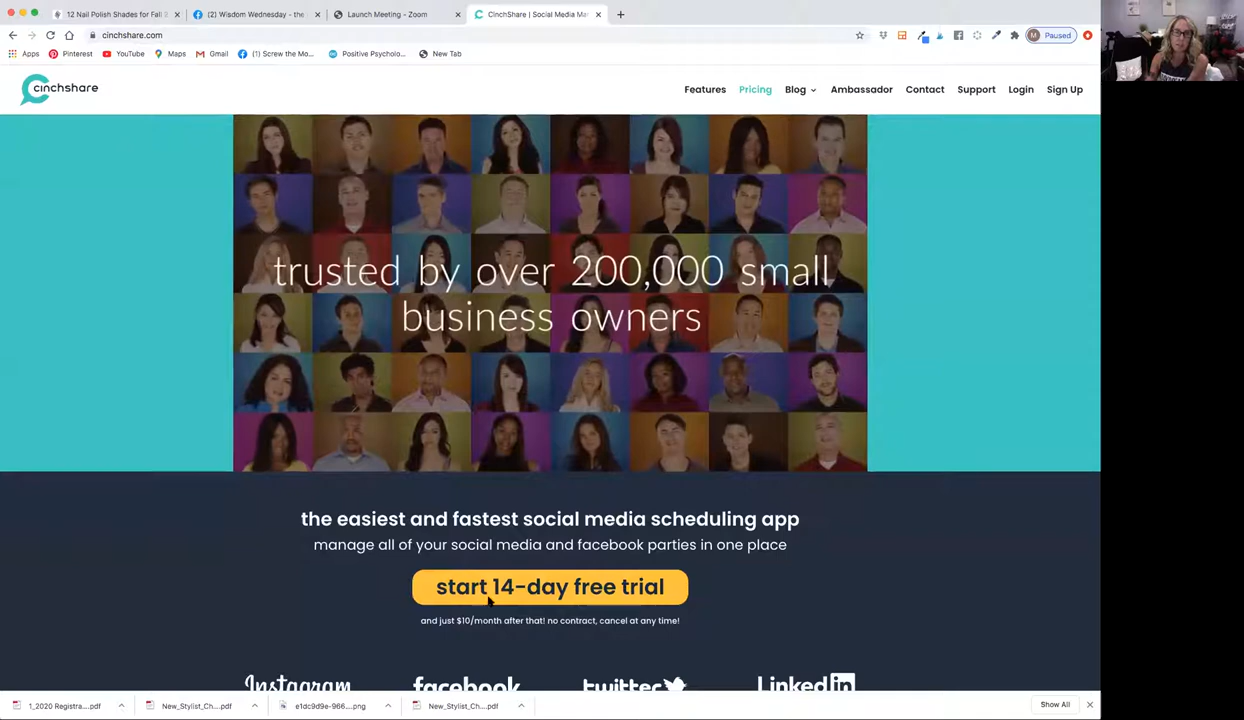 12 Nail Polish Shades for Fall
(2) Wisdom Wednesday - the
Launch Meeting - Zoom
CinchShare | Social Media Ma
cinchshare.com
M Paused
Apps
Pinterest
YouTube
Maps
Gmail
(1) Screw the Mo...
Positive Psycholo...
New Tab
cinchshare
Features
Pricing
Blog
Ambassador
Contact
Support
Login
Sign Up
trusted by over 200,000 small
business owners
the easiest and fastest social media scheduling app
manage all of your social media and facebook parties in one place
start 14-day free trial
and just $10/month after that! no contract, cancel at any time!
Instagram
facebook
twitter
Linkedin
1_2020 Registra....pdf
New_Stylist_Ch....pdf
e1dc9d9e-966....png
New_Stylist_Ch....pdf
Show All